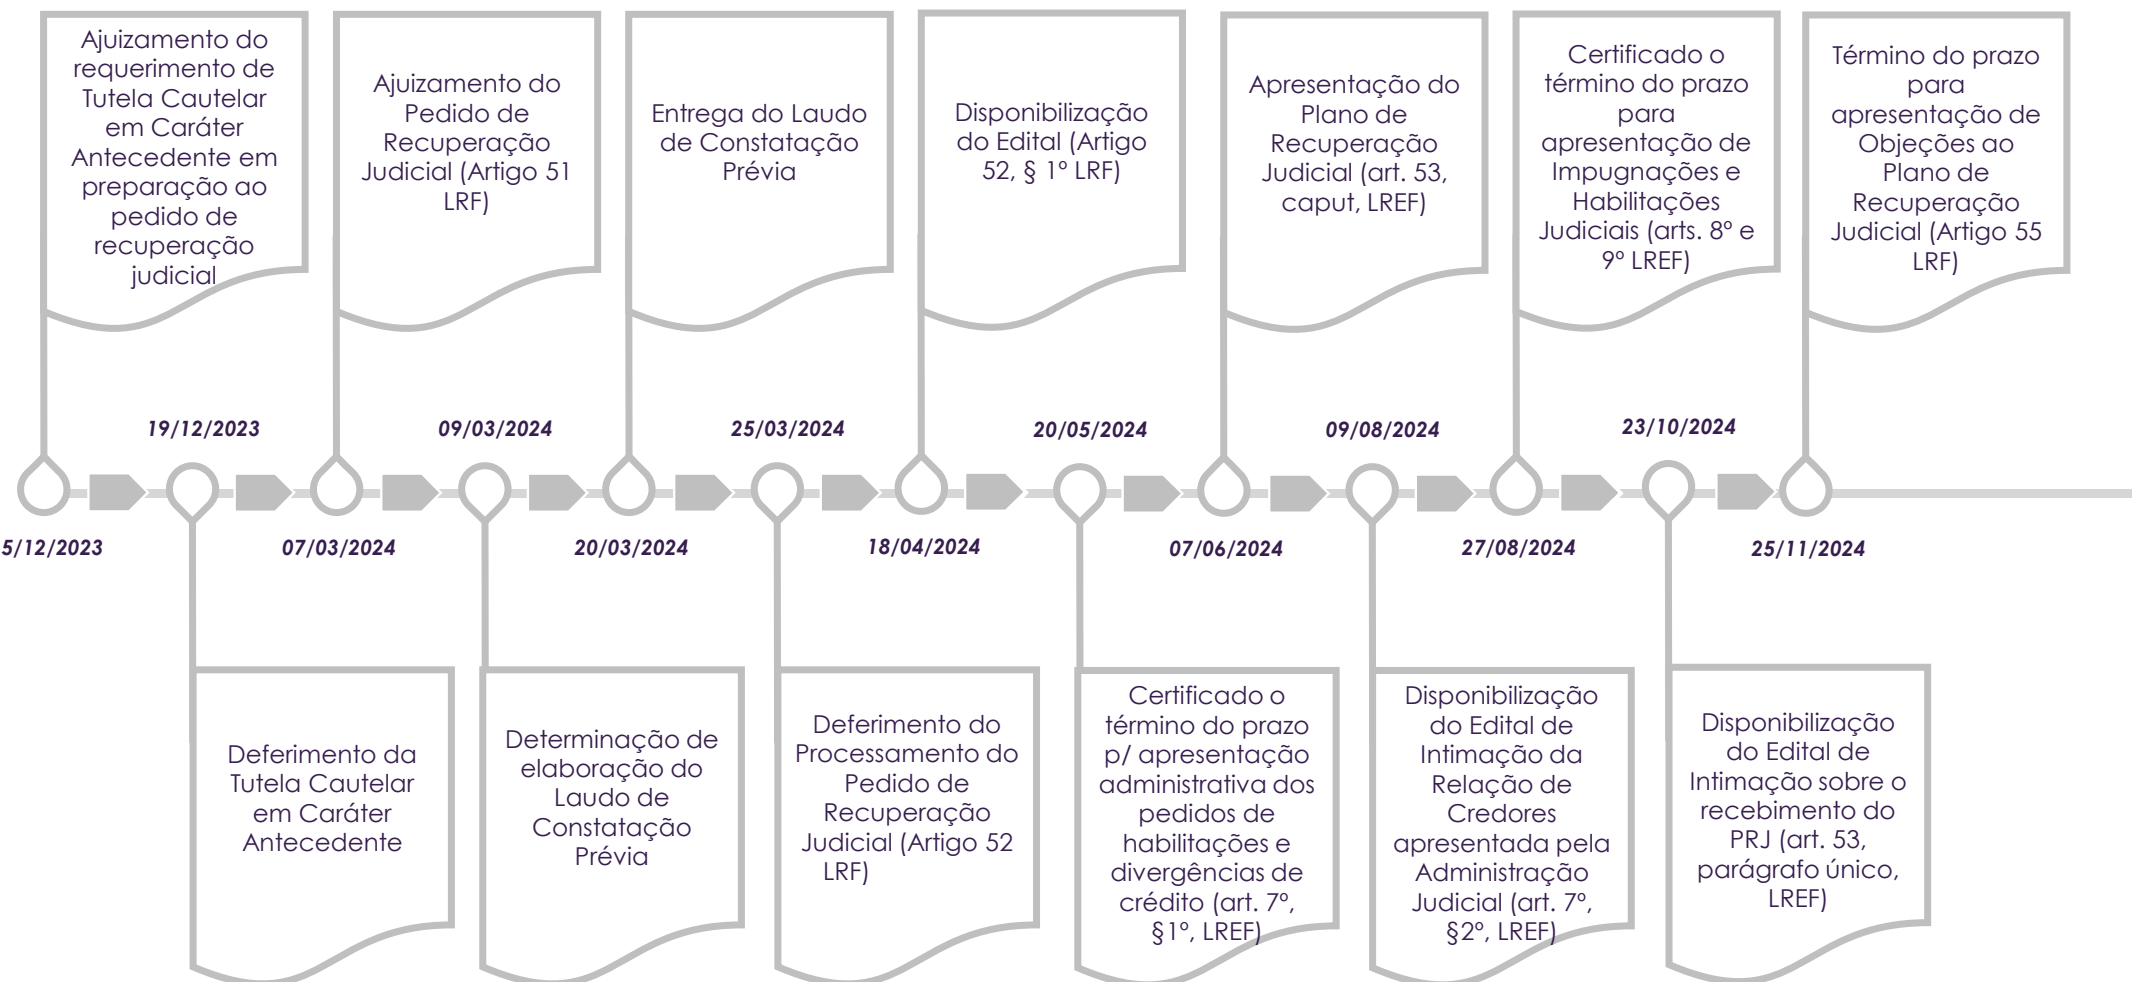 Ajuizamento do
requerimento de
Tutela Cautelar
em Caráter
Antecedente em
preparação ao
pedido de
recuperação
judicial
Ajuizamento do
Pedido de
Recuperação
Judicial (Artigo 51
LRF)
Entrega do Laudo
de Constatação
Prévia
Disponibilização
do Edital (Artigo
52, § 1º LRF)
Apresentação do
Plano de
Recuperação
Judicial (art. 53,
caput, LREF)
Certificado o
término do prazo
para
apresentação de
Impugnações e
Habilitações
Judiciais (arts. 8º e
9º LREF)
Término do prazo
para
apresentação de
Objeções ao
Plano de
Recuperação
Judicial (Artigo 55
LRF)
19/12/2023
09/03/2024
25/03/2024
20/05/2024
09/08/2024
23/10/2024
5/12/2023
07/03/2024
20/03/2024
18/04/2024
07/06/2024
27/08/2024
25/11/2024
Deferimento da
Tutela Cautelar
em Caráter
Antecedente
Determinação de
elaboração do
Laudo de
Constatação
Prévia
Deferimento do
Processamento do
Pedido de
Recuperação
Judicial (Artigo 52
LRF)
Certificado o
término do prazo
p/ apresentação
administrativa dos
pedidos de
habilitações e
divergências de
crédito (art. 7º,
§1º, LREF)
Disponibilização
do Edital de
Intimação da
Relação de
Credores
apresentada pela
Administração
Judicial (art. 7º,
§2º, LREF)
Disponibilização
do Edital de
Intimação sobre o
recebimento do
PRJ (art. 53,
parágrafo único,
LREF)